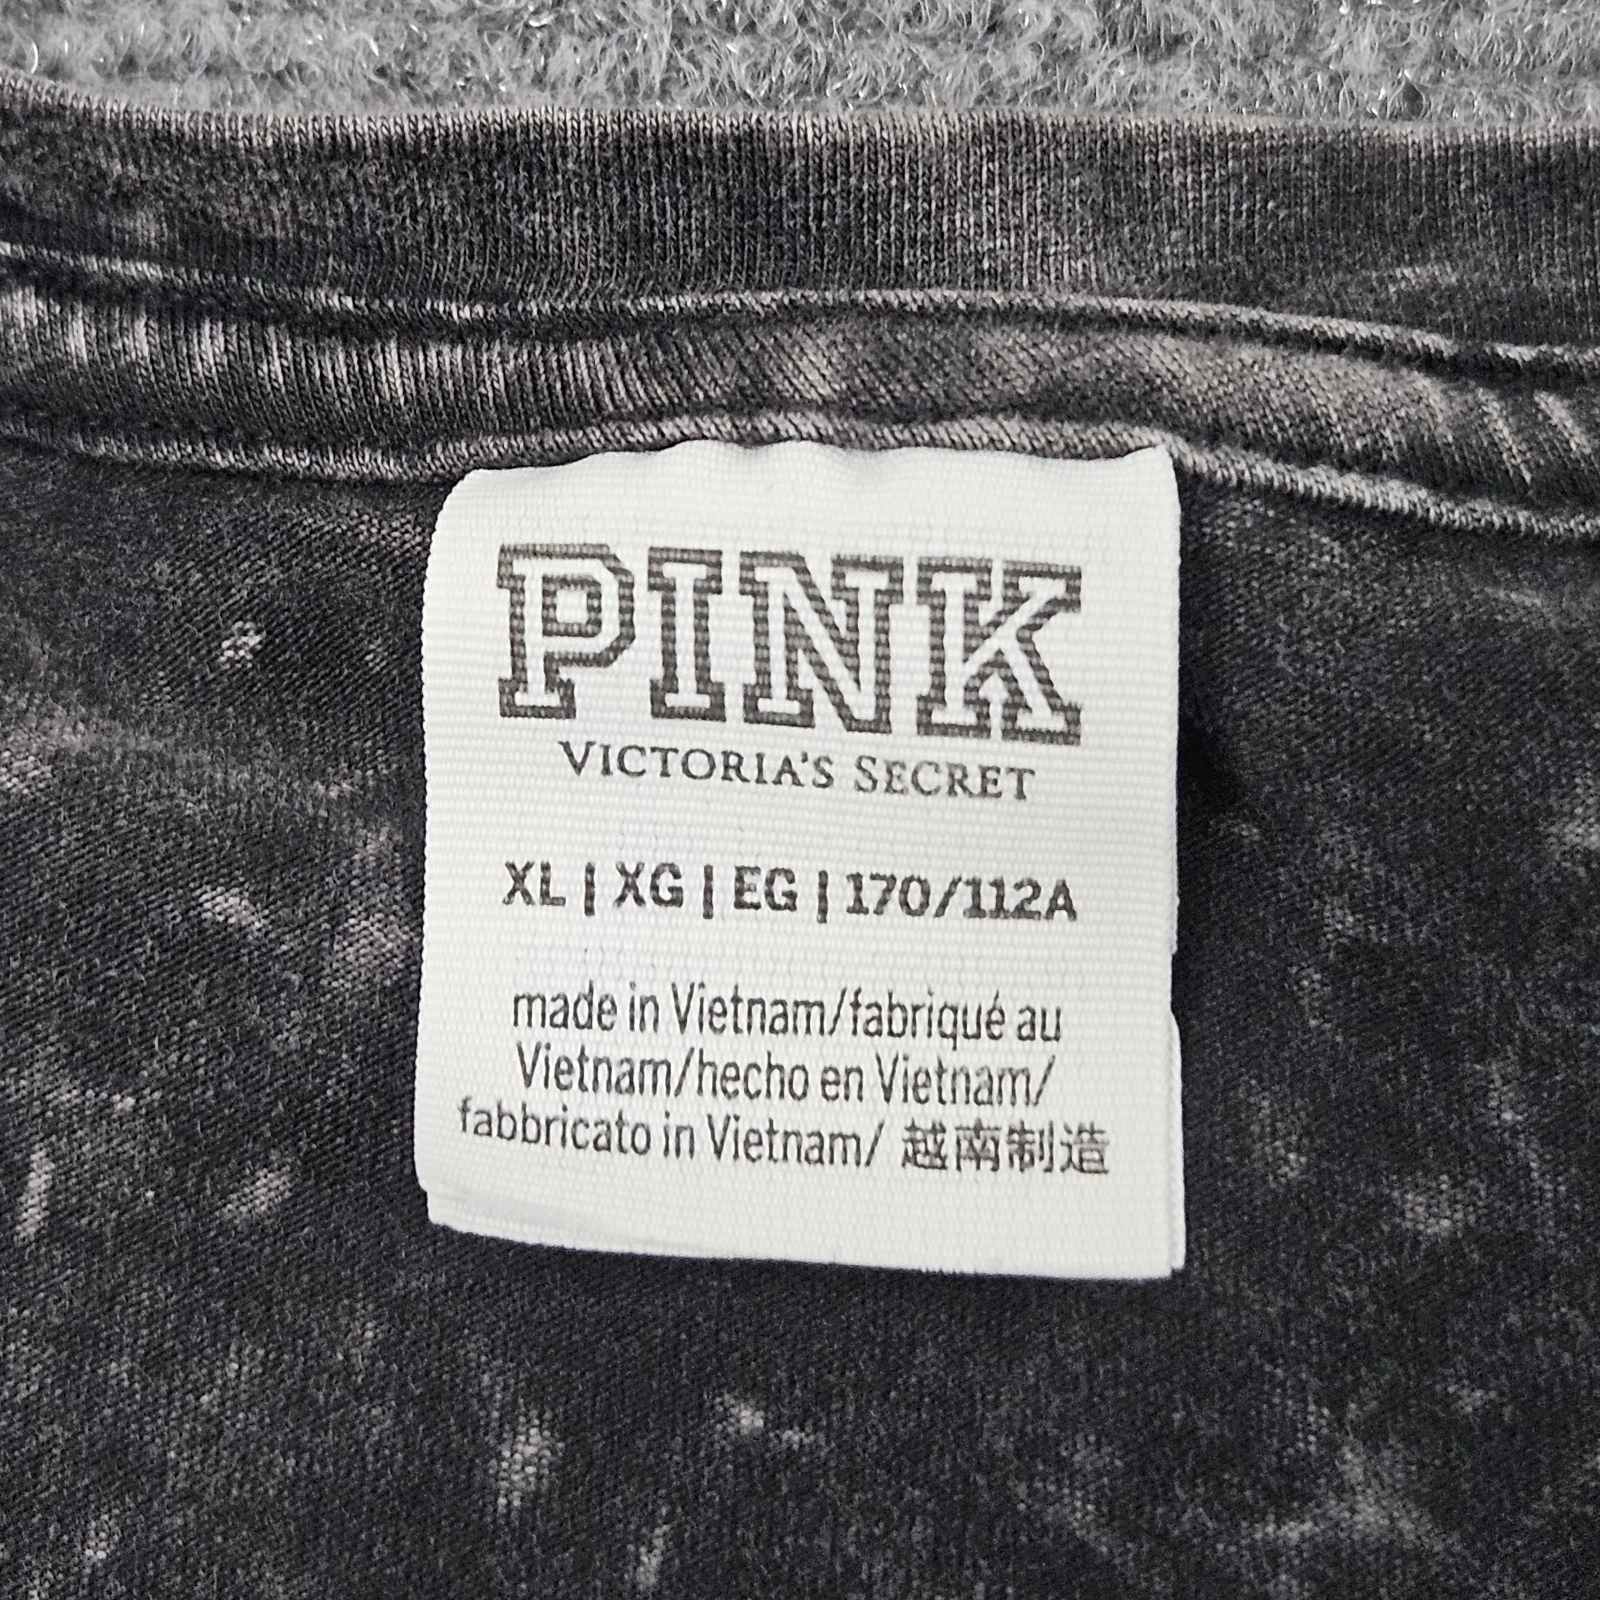 PINK
VICTORIA'S SECRET
XL | XG | EG | 170/112A
made in Vietnam/fabriqué au
Vietnam/hecho en Vietnam/
fabbricato in Vietnam/ 越南制造